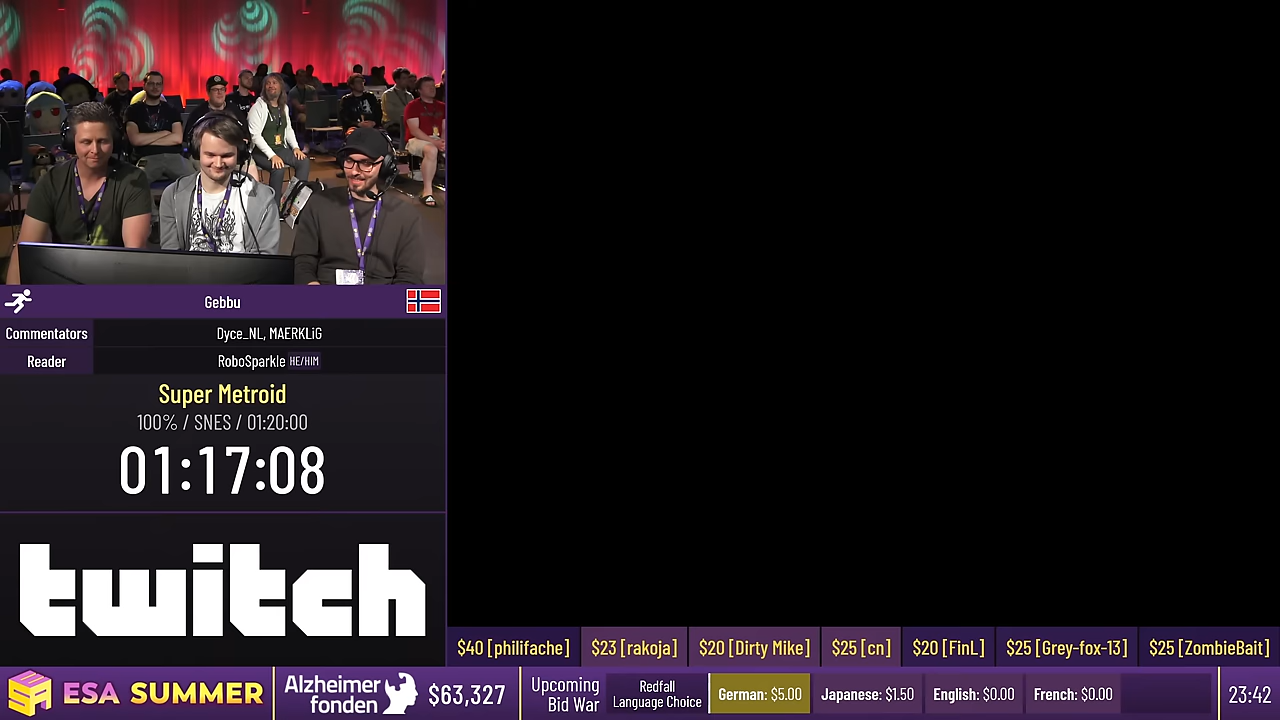 Gebbu
Commentators Dyce_NL, MAERKLiG
Reader RoboSparkle HE/HIM
Super Metroid
100% / SNES / 01:20:00
01:17:08
twitch
$40 [philifache] $23 [rakoja] $20 [Dirty Mike] $25 [cn] $20 [FinL] $25 [Grey-fox-13] $25 [ZombieBait]
ESA SUMMER
Alzheimer
fonden
$63,327
Upcoming
Bid War
Redfall
Language Choice
German: $5.00 Japanese: $1.50 English: $0.00 French: $0.00
23:42